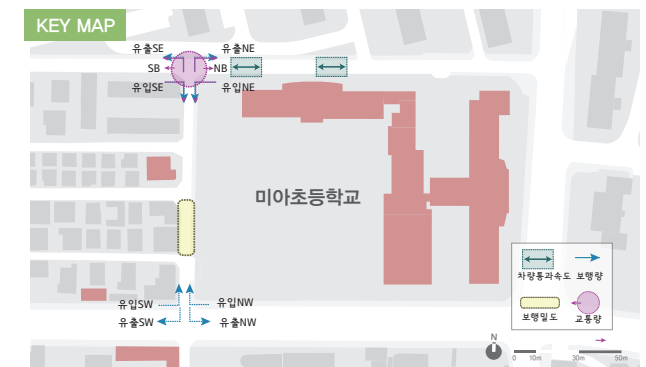 KEY MAP
유출SE 유출NE
SB NB
유입SE 유입NE
미아초등학교
차량통과속도 보행량
보행밀도 교통량
유입SW 유입NW
유출SW 유출NW
N
0 10m 30m 50m